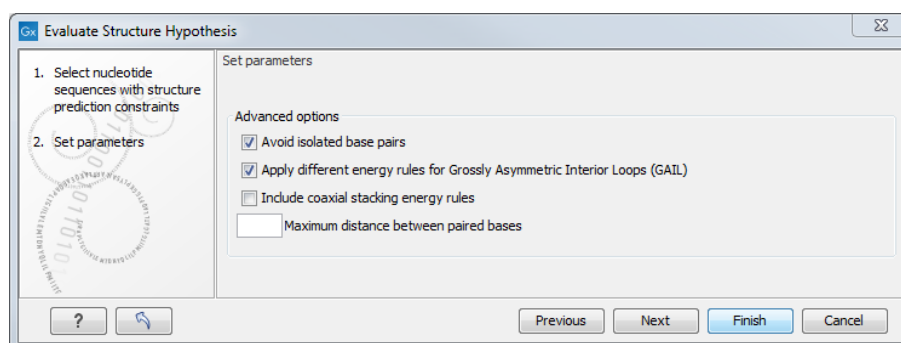 Gx Evaluate Structure Hypothesis
Set parameters
1. Select nucleotide
sequences with structure
prediction constraints
2. Set parameters
Advanced options
Avoid isolated base pairs
Apply different energy rules for Grossly Asymmetric Interior Loops (GAIL)
Include coaxial stacking energy rules
Maximum distance between paired bases
? Previous Next Finish Cancel